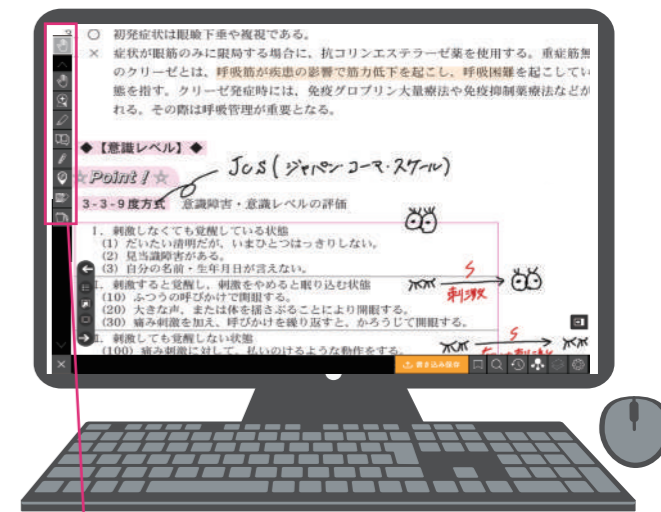 ○ 初発症状は眼瞼下垂や複視である。
× 症状が眼筋のみに限局する場合に、抗コリンエステラーゼ薬を使用する。重症筋無
のクリーゼとは、呼吸筋が疾患の影響で筋力低下を起こし、呼吸困難を起こしてい
態を指す。クリーゼ発症時には、免疫グロブリン大量療法や免疫抑制薬療法などが
れる。その際は呼吸管理が重要となる。
◆【意識レベル】◆
JCS(ジャパン・コーマ・スケール)
☆Point!☆
3-3-9度方式 意識障害・意識レベルの評価
I. 刺激しなくても覚醒している状態
(1) だいたい清明だが、いまひとつはっきりしない。
(2) 見当識障害がある。
(3) 自分の名前・生年月日が言えない。
I. 刺激すると覚醒し、刺激をやめると眠り込む状態
(10) ふつうの呼びかけで開眼する。
(20) 大きな声、または体を揺さぶることにより開眼する。
(30) 痛み刺激を加え、呼びかけを繰り返すと、かろうじて開眼する。
刺激
I. 刺激しても覚醒しない状態
(100) 痛み刺激に対して、払いのけるような動作をする。
書き込み保存